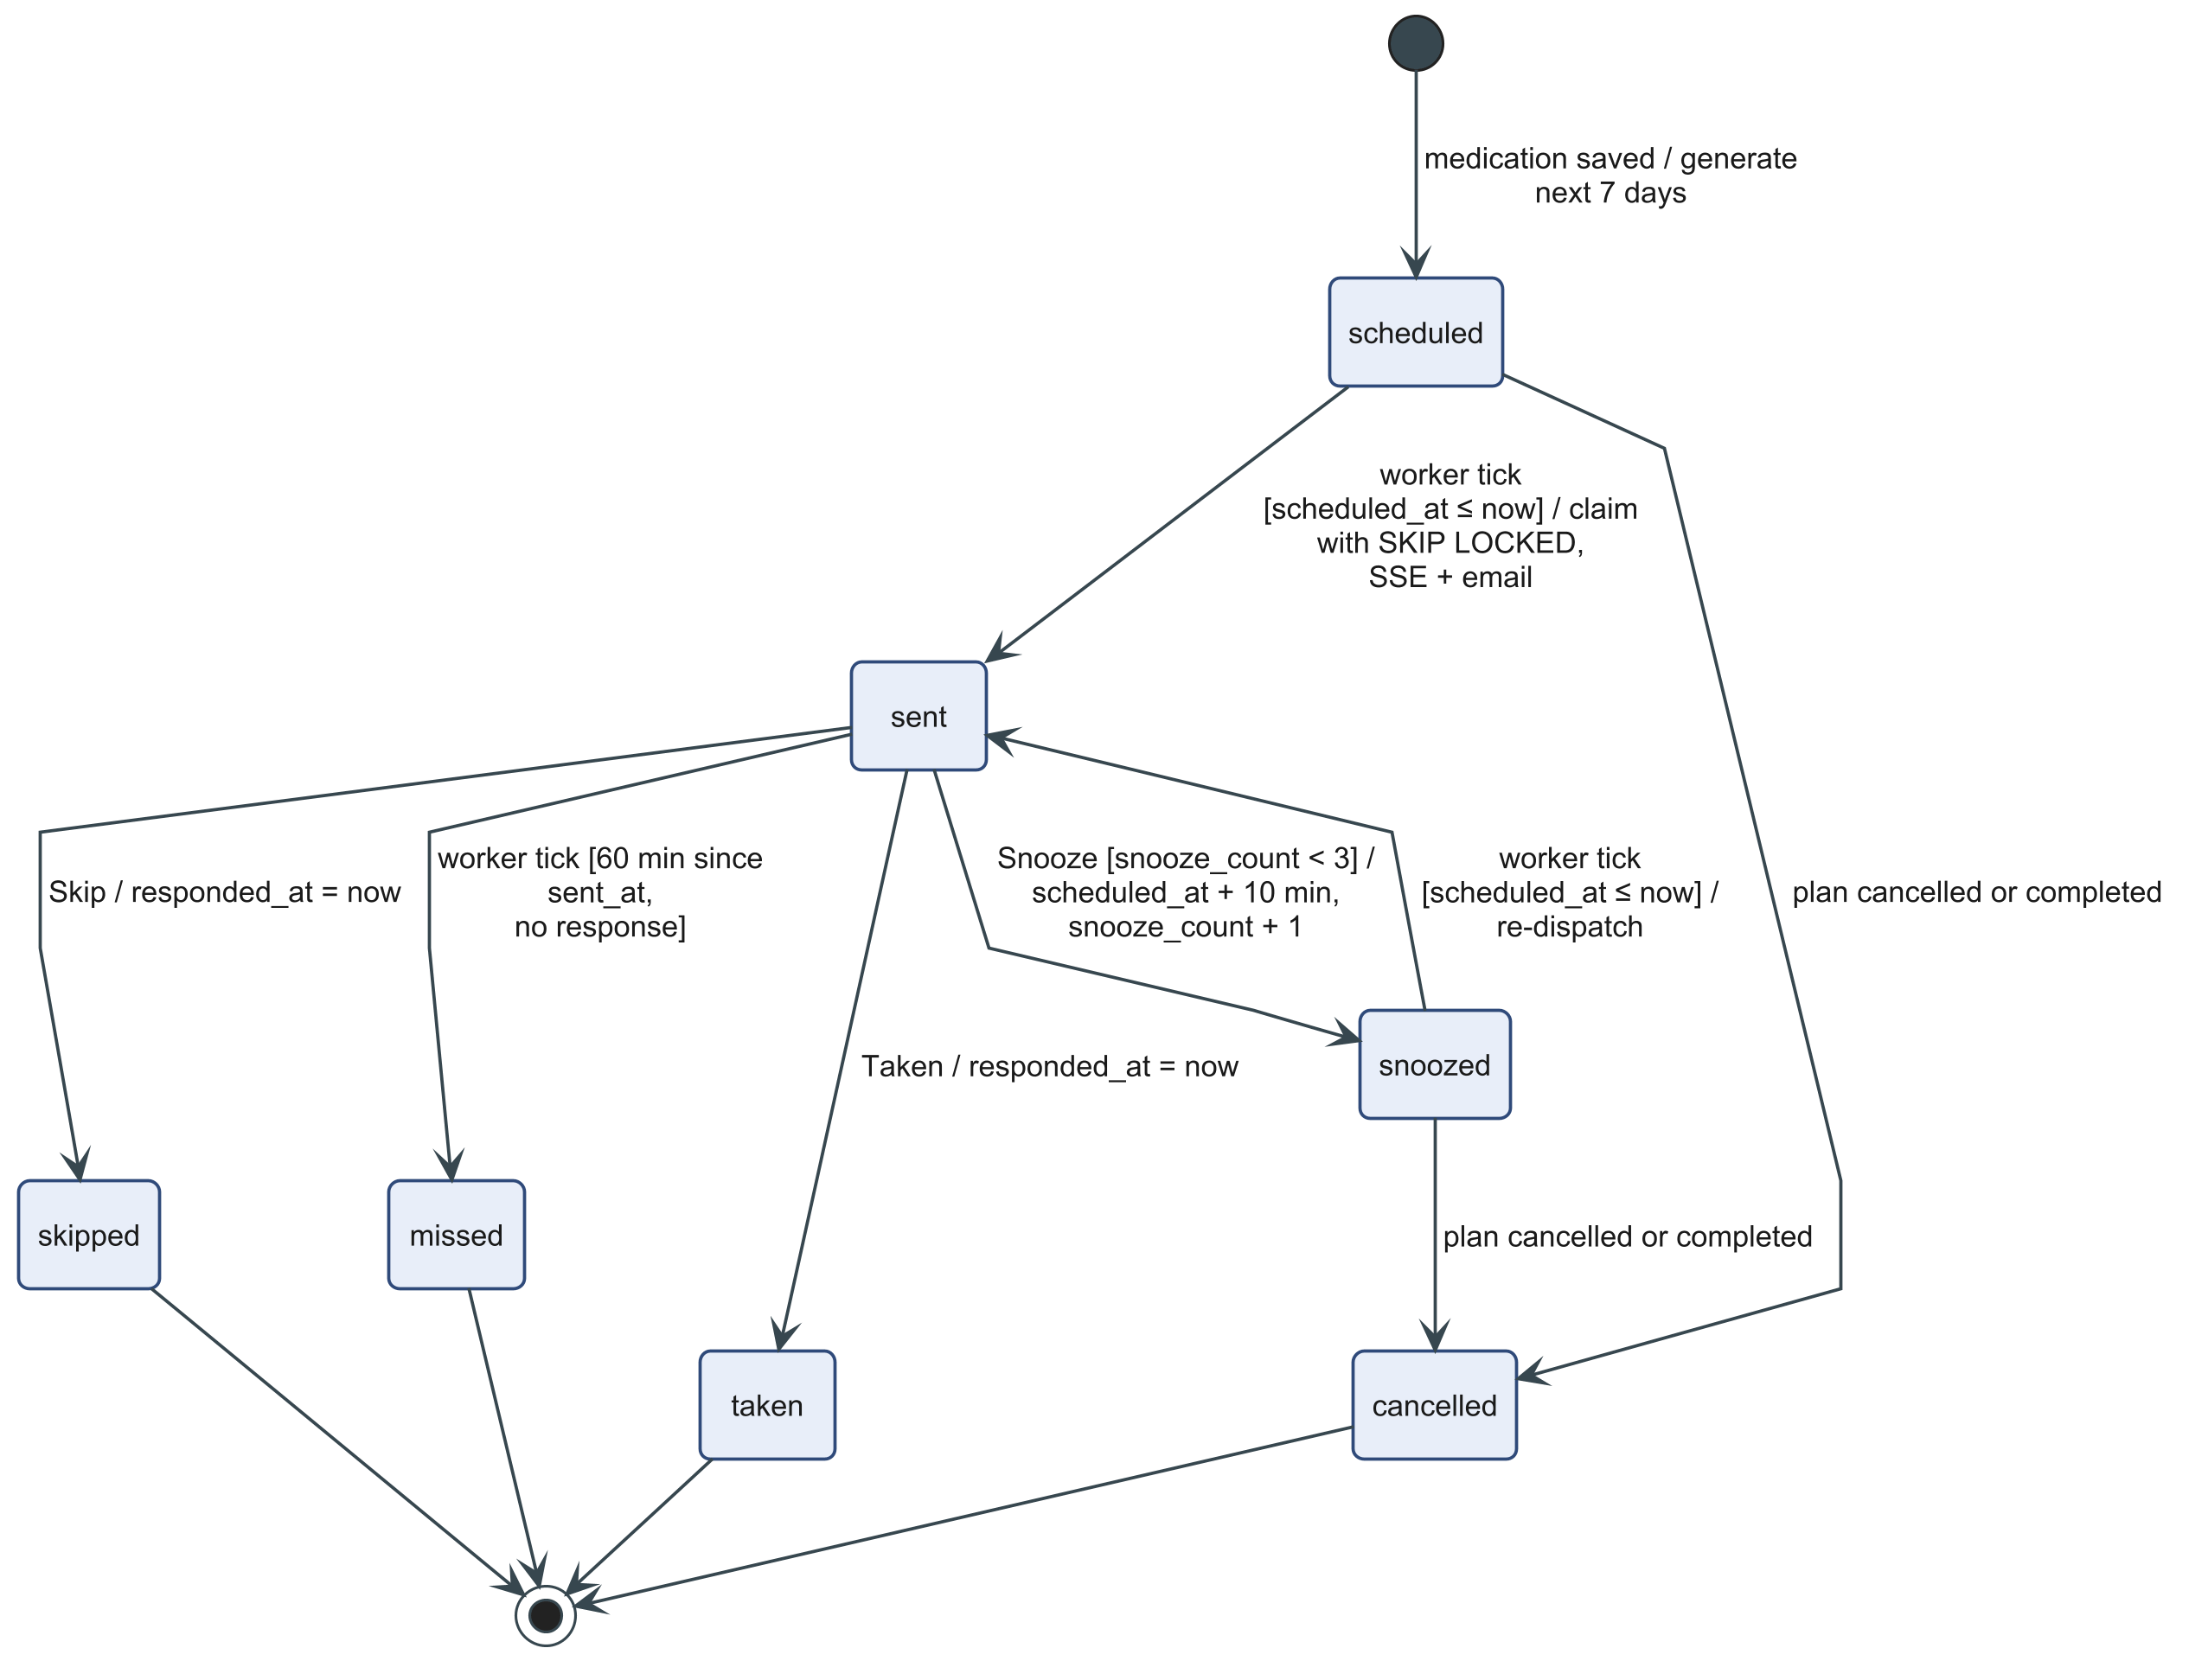 medication saved / generate
next 7 days
scheduled
worker tick
[scheduled_at ≤ now] / claim
with SKIP LOCKED,
SSE + email
sent
Skip / responded_at = now
worker tick [60 min since
sent_at,
no response]
Snooze [snooze_count < 3] /
scheduled_at + 10 min,
snooze_count + 1
worker tick
[scheduled_at ≤ now] /
re-dispatch
plan cancelled or completed
Taken / responded_at = now
snoozed
skipped
missed
plan cancelled or completed
taken
cancelled